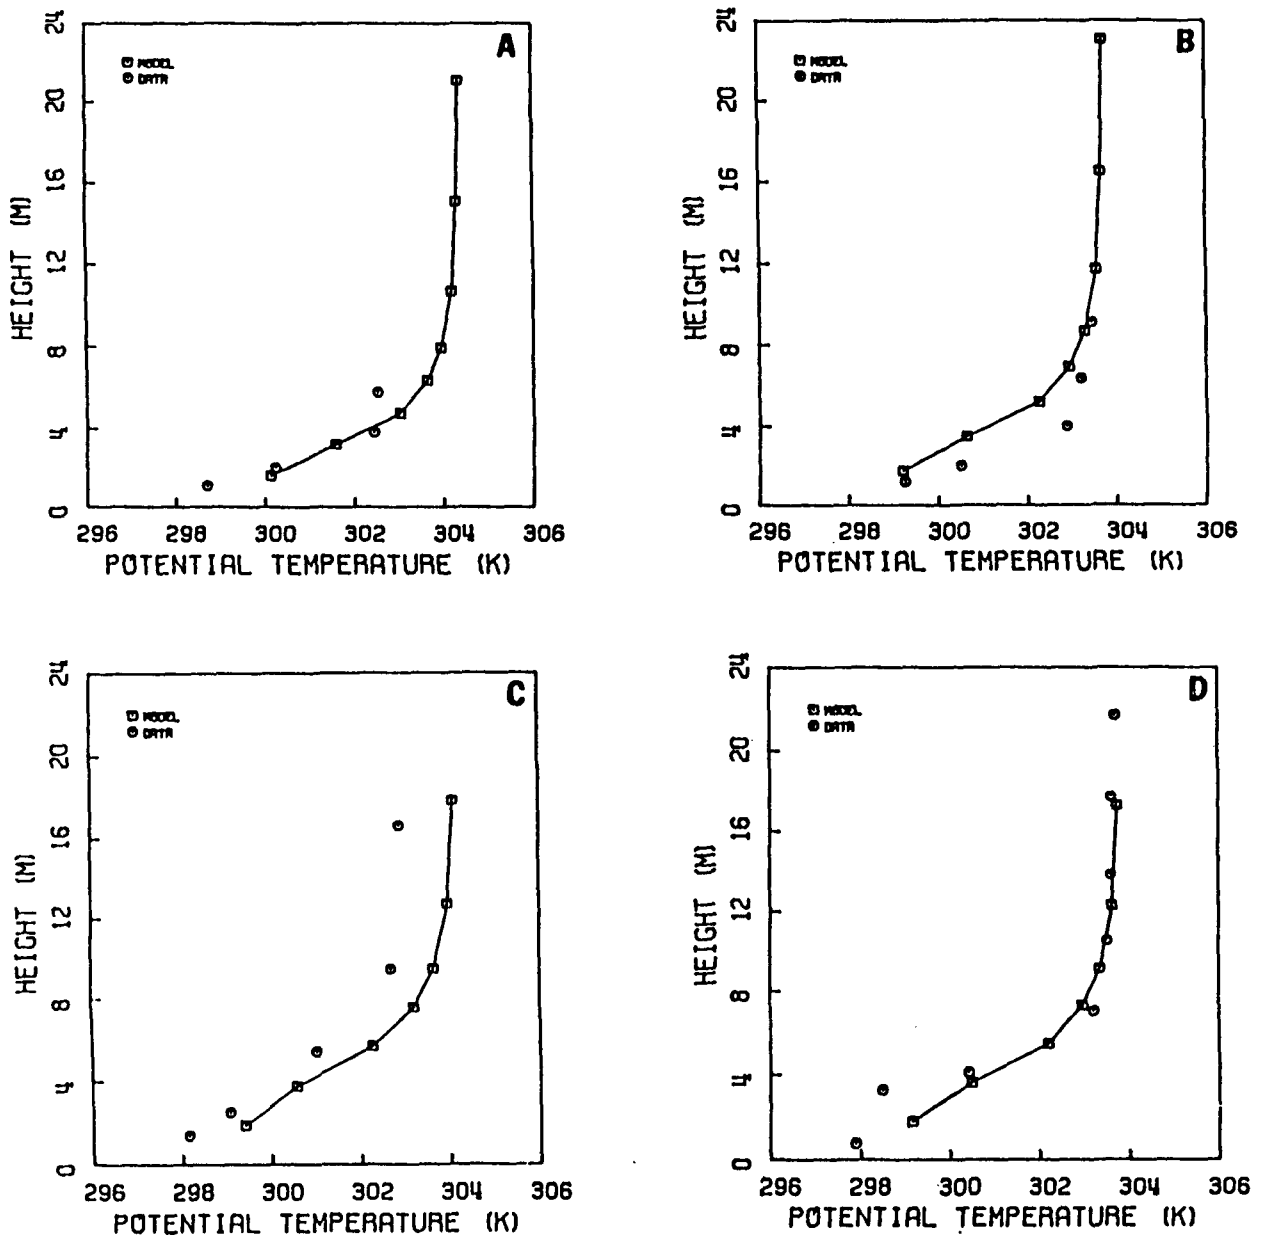 A
MODEL
DATA
24
20
16
12
8
4
0
HEIGHT (M)
296 298 300 302 304 306
POTENTIAL TEMPERATURE (K)
B
MODEL
DATA
24
20
16
12
8
4
0
HEIGHT (M)
296 298 300 302 304 306
POTENTIAL TEMPERATURE (K)
C
MODEL
DATA
24
20
16
12
8
4
0
HEIGHT (M)
296 298 300 302 304 306
POTENTIAL TEMPERATURE (K)
D
MODEL
DATA
24
20
16
12
8
4
0
HEIGHT (M)
296 298 300 302 304 306
POTENTIAL TEMPERATURE (K)